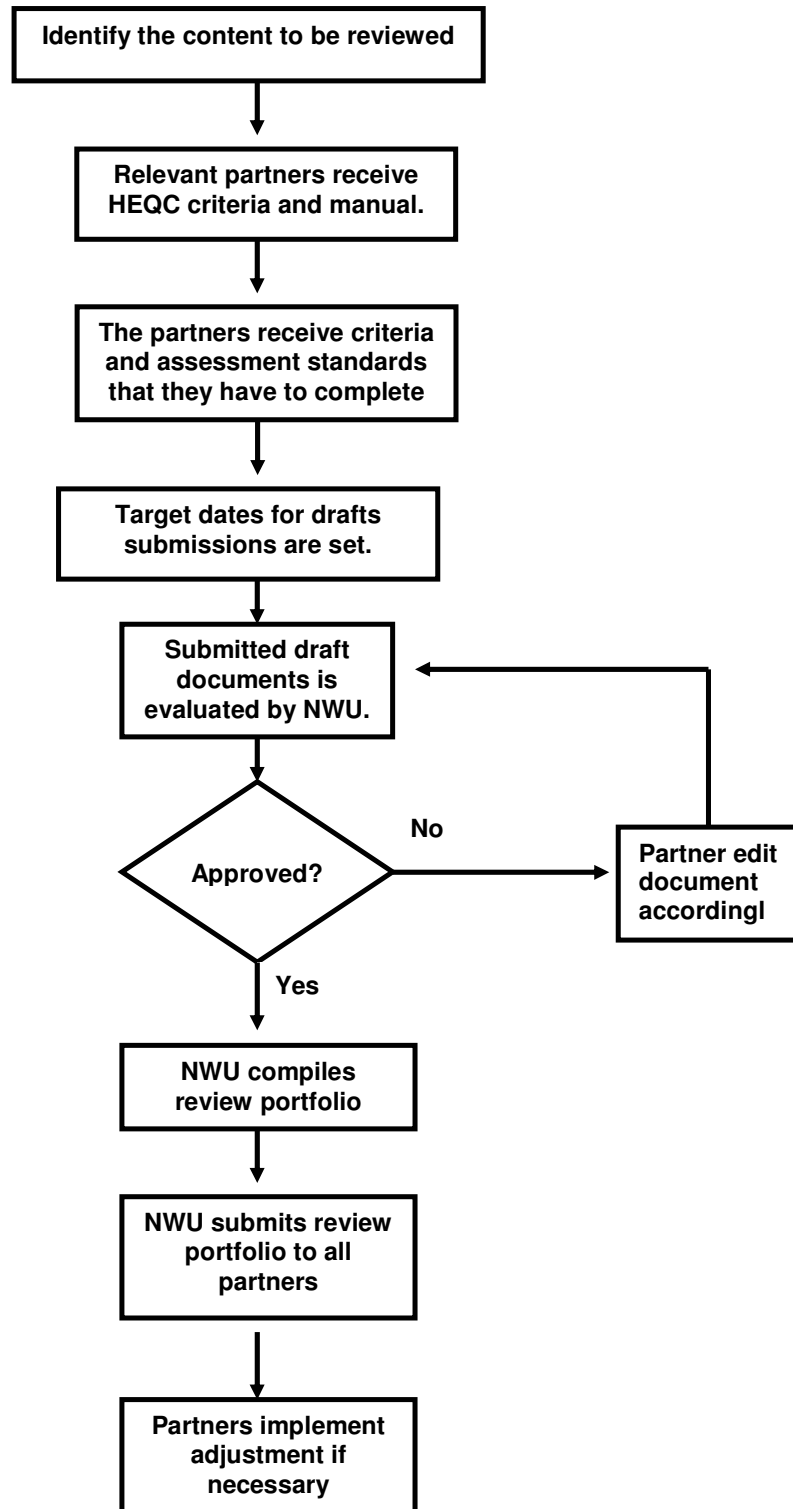 Identify the content to be reviewed
Relevant partners receive
HEQC criteria and manual.
The partners receive criteria
and assessment standards
that they have to complete
Target dates for drafts
submissions are set.
Submitted draft
documents is
evaluated by NWU.
Approved?
No
Partner edit
document
accordingl
Yes
NWU compiles
review portfolio
NWU submits review
portfolio to all
partners
Partners implement
adjustment if
necessary